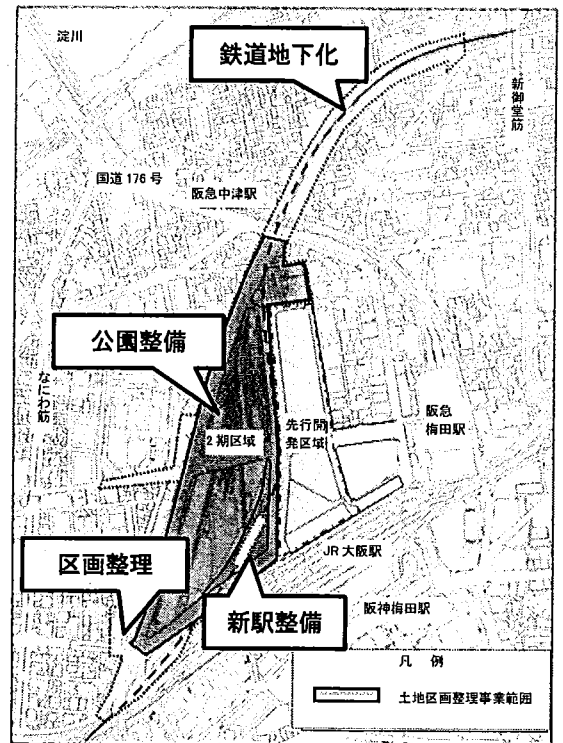 淀川
鉄道地下化
新御堂筋
国道176号
阪急中津駅
公園整備
なにわ筋
2期区域
先行開
発区域
阪急
梅田駅
区画整理
JR大阪駅
新駅整備
阪神梅田駅
凡 例
土地区画整理事業範囲